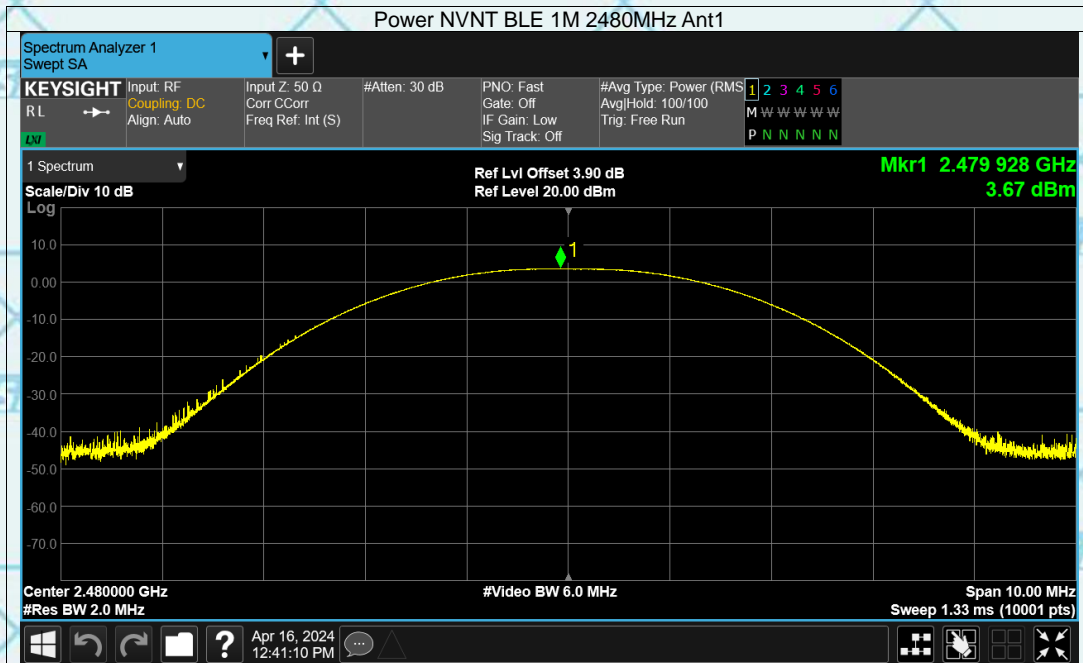 Power NVNT BLE 1M 2480MHz Ant1
Spectrum Analyzer 1
Swept SA
+
KEYSIGHT
R L
LXI
Input: RF
Coupling: DC
Align: Auto
Input Z: 50 Ω
Corr CCorr
Freq Ref: Int (S)
#Atten: 30 dB
PNO: Fast
Gate: Off
IF Gain: Low
Sig Track: Off
#Avg Type: Power (RMS
Avg|Hold: 100/100
Trig: Free Run
1 2 3 4 5 6
M W W W W W
P N N N N N
1 Spectrum
Scale/Div 10 dB
Log
Ref Lvl Offset 3.90 dB
Ref Level 20.00 dBm
Mkr1 2.479 928 GHz
3.67 dBm
1
10.0
0.00
-10.0
-20.0
-30.0
-40.0
-50.0
-60.0
-70.0
Center 2.480000 GHz
#Video BW 6.0 MHz
Span 10.00 MHz
#Res BW 2.0 MHz
Sweep 1.33 ms (10001 pts)
?
Apr 16, 2024
12:41:10 PM